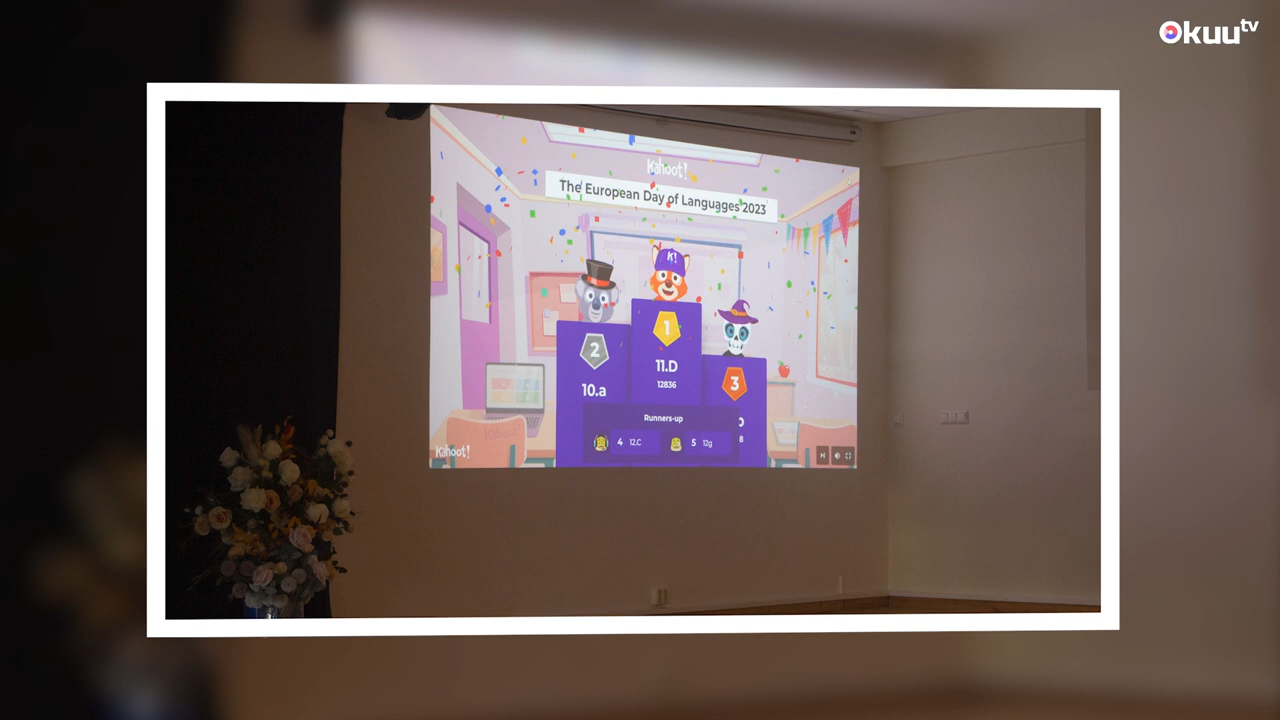 Okuu tv
Kahoot!
The European Day of Languages 2023
K!
1
2
11.D
3
12836
10.a
Runners-up
4 12.C
5 12g
8
Kahoot!